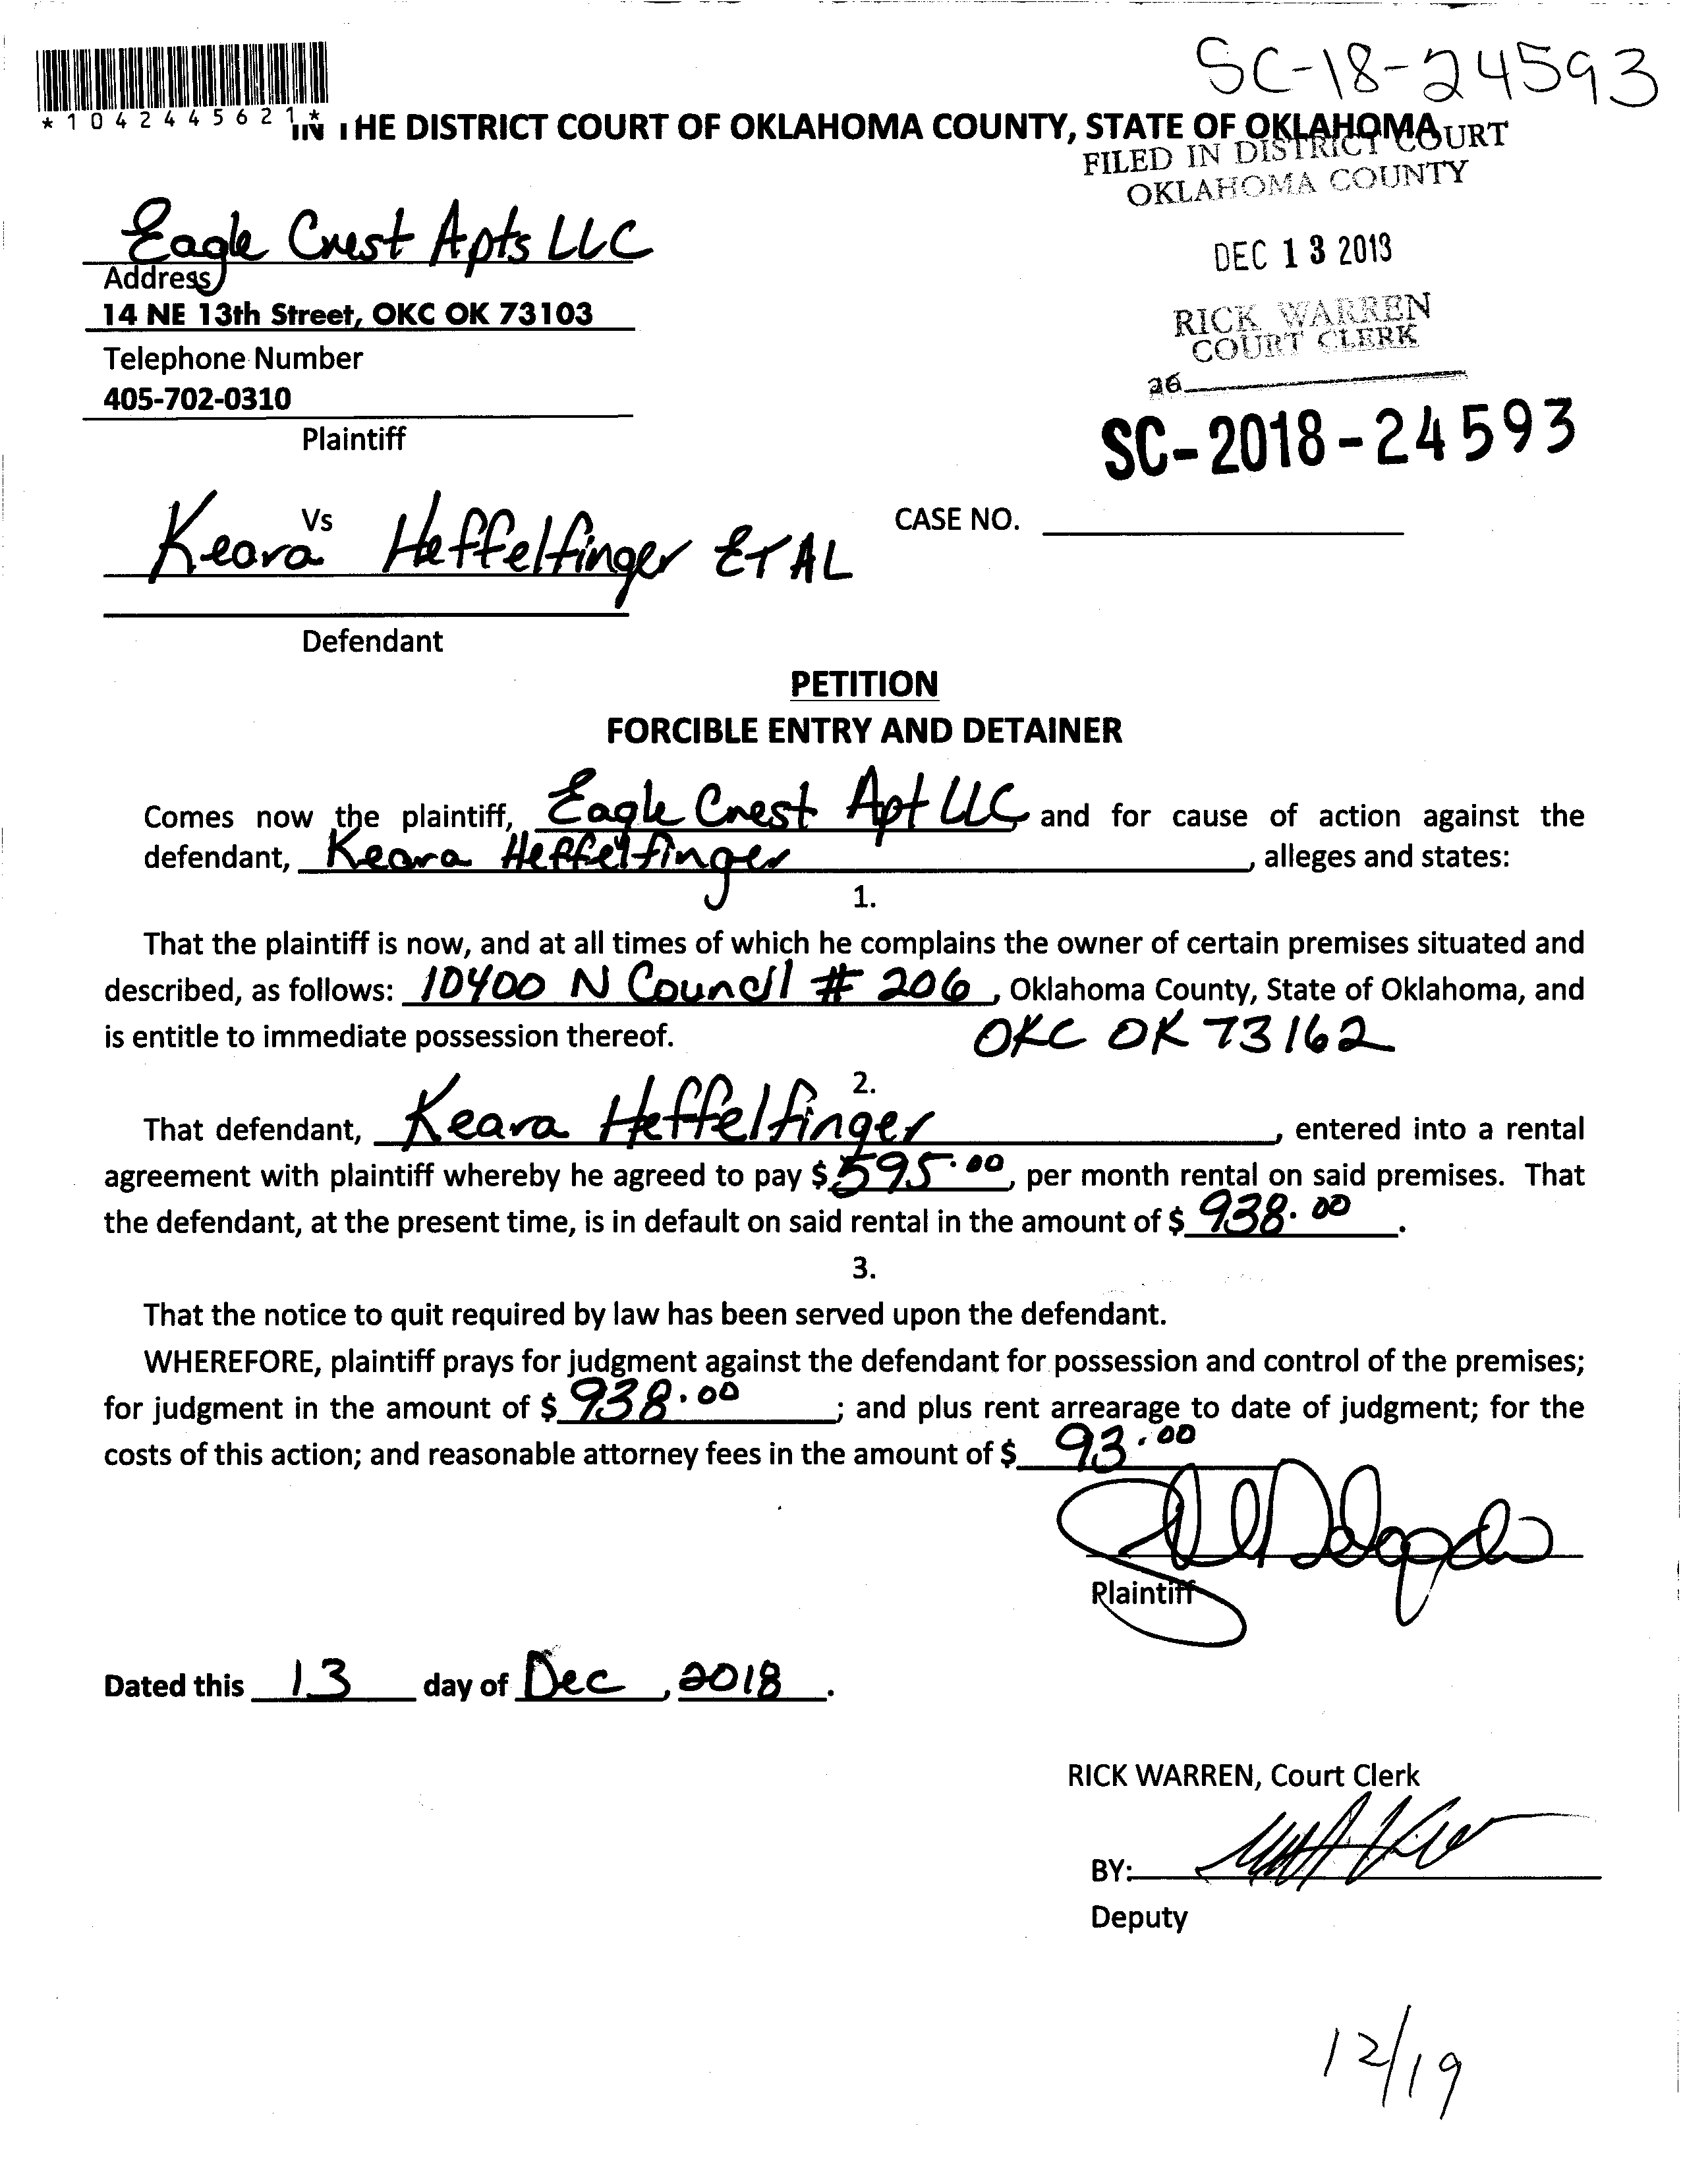 SC-18-24593
*1042445621*
IN THE DISTRICT COURT OF OKLAHOMA COUNTY, STATE OF OKLAHOMA
FILED IN DISTRICT COURT
OKLAHOMA COUNTY
Eagle Crest Apts LLC
DEC 13 2018
Address
14 NE 13th Street, OKC OK 73103
RICK WARREN
COURT CLERK
Telephone Number
36
405-702-0310
Plaintiff
SC-2018-24593
Vs
CASE NO.
Keara Heffelfinger ET AL
Defendant
PETITION
FORCIBLE ENTRY AND DETAINER
Comes now the plaintiff, Eagle Crest Apt LLC and for cause of action against the
defendant, Keara Heffelfinger, alleges and states:
1.
That the plaintiff is now, and at all times of which he complains the owner of certain premises situated and
described, as follows: 10400 N Council # 206, Oklahoma County, State of Oklahoma, and
is entitle to immediate possession thereof. OKC OK 73162
2.
That defendant, Keara Heffelfinger, entered into a rental
agreement with plaintiff whereby he agreed to pay $ 595.00, per month rental on said premises. That
the defendant, at the present time, is in default on said rental in the amount of $ 938.00.
3.
That the notice to quit required by law has been served upon the defendant.
WHEREFORE, plaintiff prays for judgment against the defendant for possession and control of the premises;
for judgment in the amount of $ 938.00; and plus rent arrearage to date of judgment; for the
costs of this action; and reasonable attorney fees in the amount of $ 93.00
Plaintiff
Dated this 13 day of Dec, 2018.
RICK WARREN, Court Clerk
BY:
Deputy
12/19